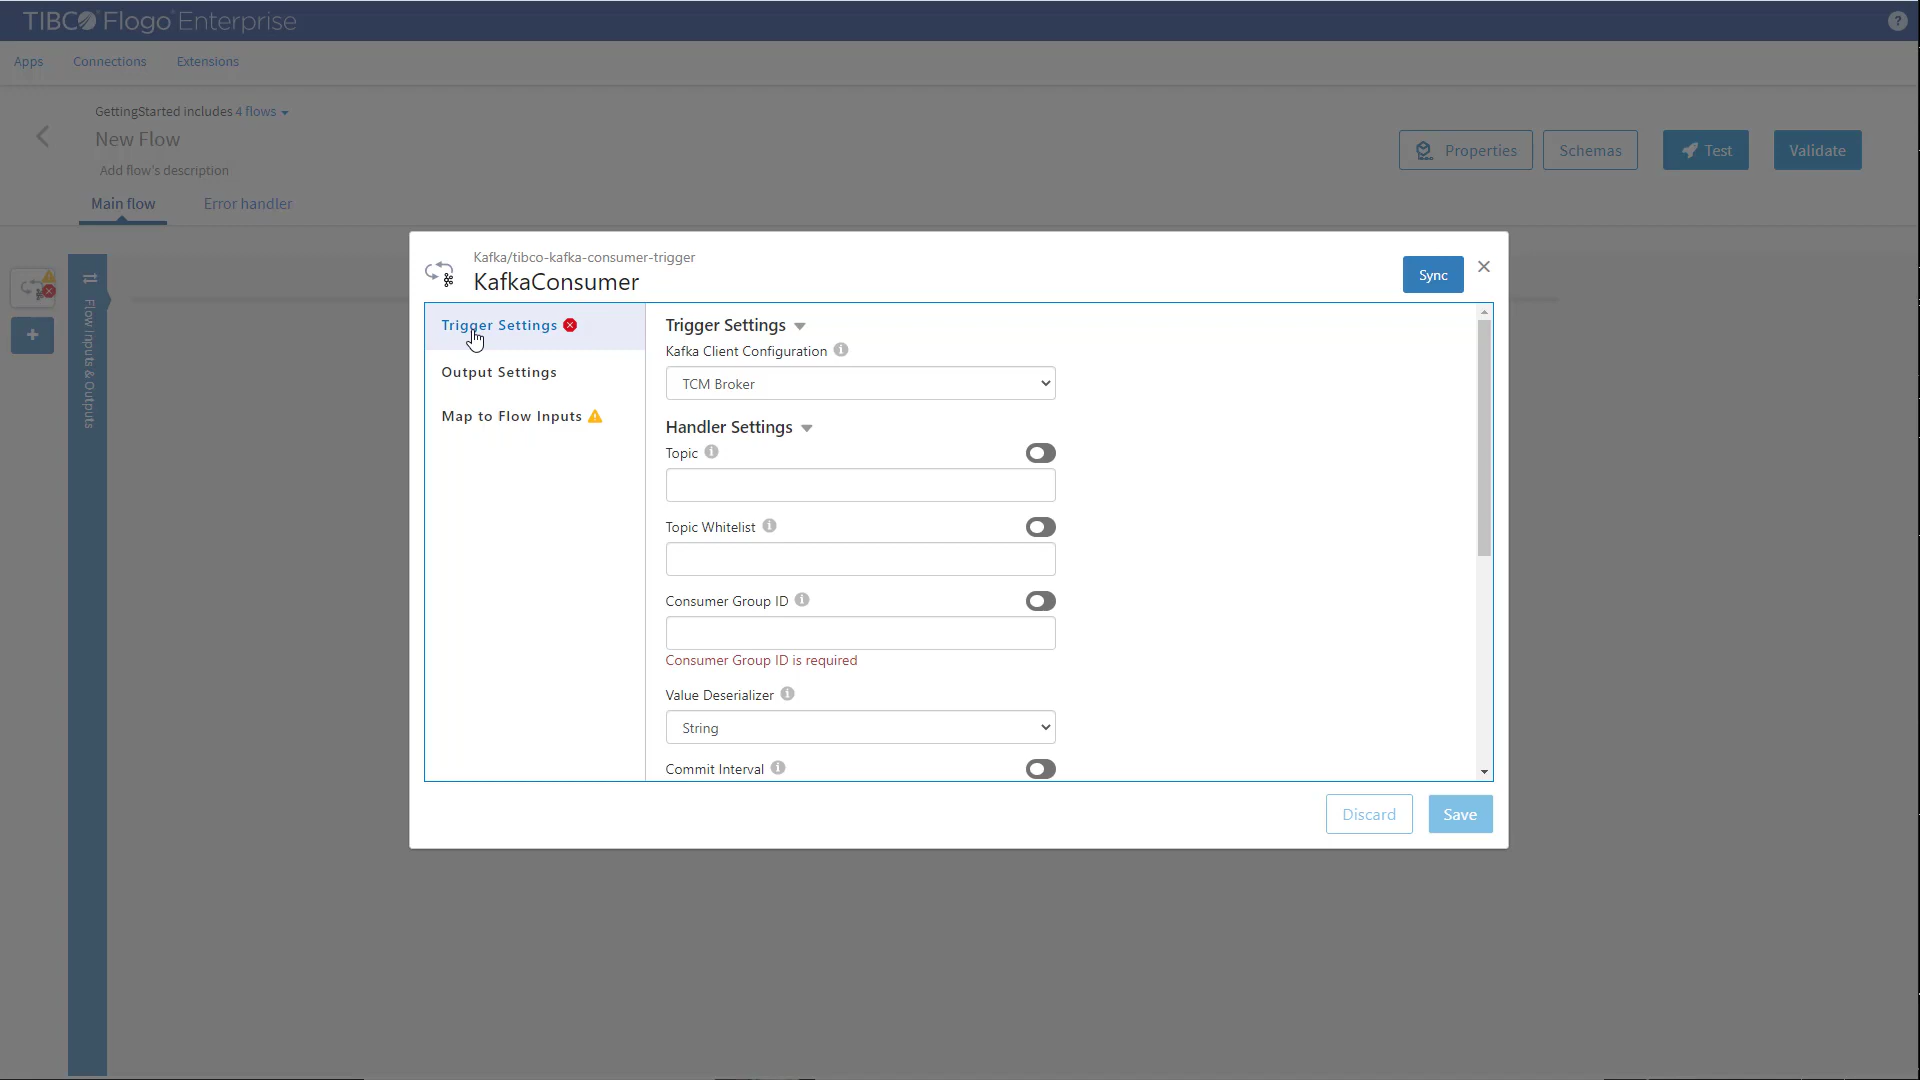 TIBCO Flogo® Enterprise
?
Apps
Connections
Extensions
GettingStarted includes 4 flows
New Flow
Add flow's description
Properties
Schemas
Test
Validate
Main flow
Error handler
Flow Inputs & Outputs
Kafka/tibco-kafka-consumer-trigger
KafkaConsumer
Sync
Trigger Settings
Output Settings
Map to Flow Inputs
Trigger Settings
Kafka Client Configuration
TCM Broker
Handler Settings
Topic
Topic Whitelist
Consumer Group ID
Consumer Group ID is required
Value Deserializer
String
Commit Interval
Discard
Save